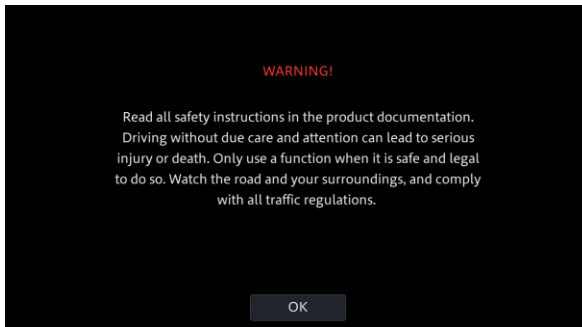 WARNING!
Read all safety instructions in the product documentation.
Driving without due care and attention can lead to serious
injury or death. Only use a function when it is safe and legal
to do so. Watch the road and your surroundings, and comply
with all traffic regulations.
OK